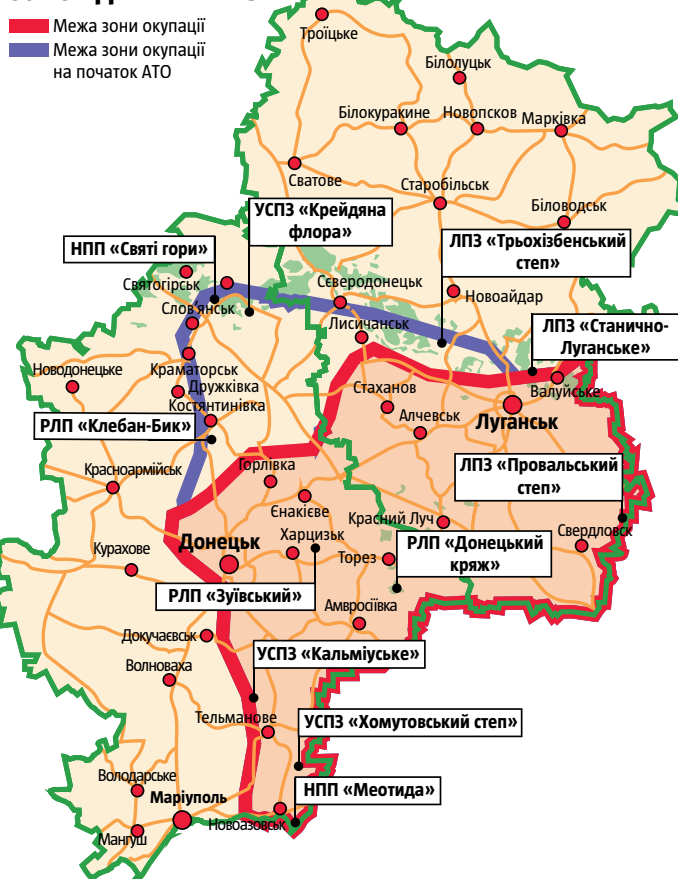 Межа зони окупації
Межа зони окупації
на початок АТО
Троїцьке
Білолуцьк
Білокуракине
Новопсков
Марківка
Сватове
Старобільськ
Біловодськ
УСПЗ «Крейдяна
флора»
НПП «Святі гори»
ЛПЗ «Трьохізбенський
степ»
Святогірськ
Сєверодонецьк
Новоайдар
Слов'янськ
Лисичанськ
ЛПЗ «Станично-
Луганське»
Новодонецьке
Краматорськ
Дружківка
Стаханов
Валуйське
Костянтинівка
РЛП «Клебан-Бик»
Алчевськ
Луганськ
Красноармійськ
Горлівка
ЛПЗ «Провальський
степ»
Єнакієве
Красний Луч
Свердловск
Курахове
Донецьк
Харцизьк
Торез
РЛП «Донецький
кряж»
РЛП «Зуївський»
Амвросіївка
Докучаєвськ
УСПЗ «Кальміуське»
Волноваха
Тельманове
УСПЗ «Хомутовський степ»
Володарське
НПП «Меотида»
Маріуполь
Новоазовськ
Мангуш